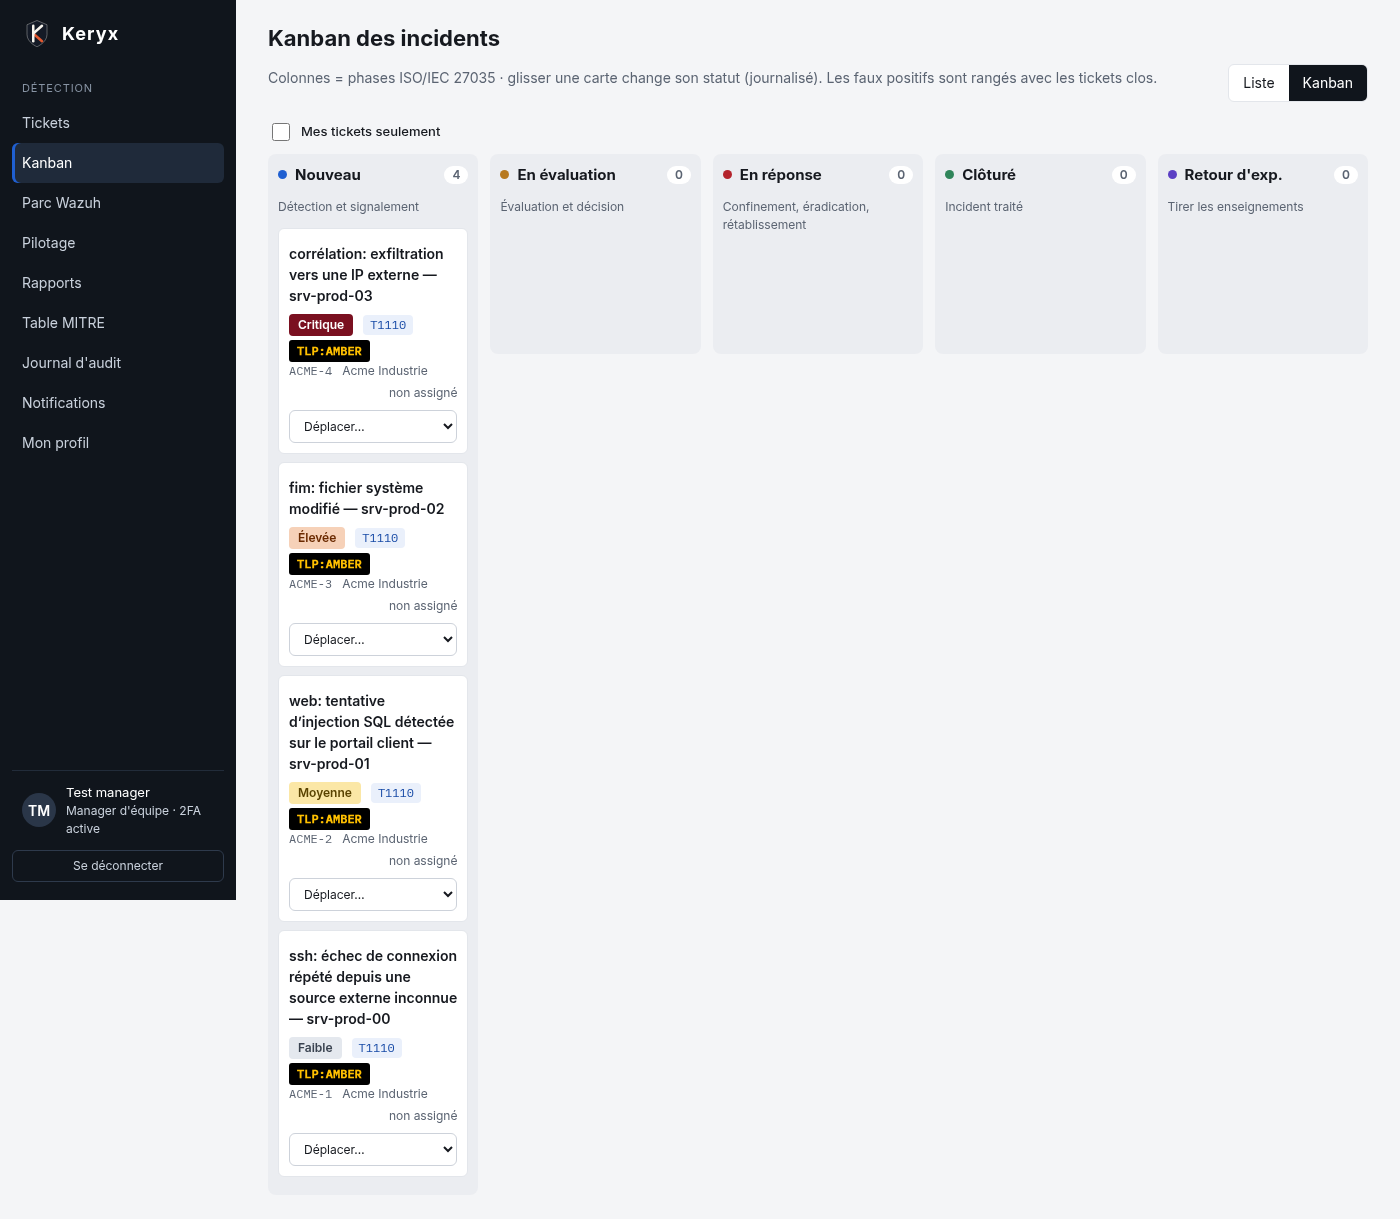 Keryx
DÉTECTION
Tickets
Kanban
Parc Wazuh
Pilotage
Rapports
Table MITRE
Journal d'audit
Notifications
Mon profil
Test manager
TM
Manager d'équipe · 2FA
active
Se déconnecter
Kanban des incidents
Colonnes = phases ISO/IEC 27035 · glisser une carte change son statut (journalisé). Les faux positifs sont rangés avec les tickets clos.
Liste
Kanban
Mes tickets seulement
Nouveau 4
Détection et signalement
corrélation: exfiltration
vers une IP externe —
srv-prod-03
Critique T1110
TLP:AMBER
ACME-4 Acme Industrie
non assigné
Déplacer...
fim: fichier système
modifié — srv-prod-02
Élevée T1110
TLP:AMBER
ACME-3 Acme Industrie
non assigné
Déplacer...
web: tentative
d'injection SQL détectée
sur le portail client —
srv-prod-01
Moyenne T1110
TLP:AMBER
ACME-2 Acme Industrie
non assigné
Déplacer...
ssh: échec de connexion
répété depuis une
source externe inconnue
— srv-prod-00
Faible T1110
TLP:AMBER
ACME-1 Acme Industrie
non assigné
Déplacer...
En évaluation 0
Évaluation et décision
En réponse 0
Confinement, éradication,
rétablissement
Clôturé 0
Incident traité
Retour d'exp. 0
Tirer les enseignements